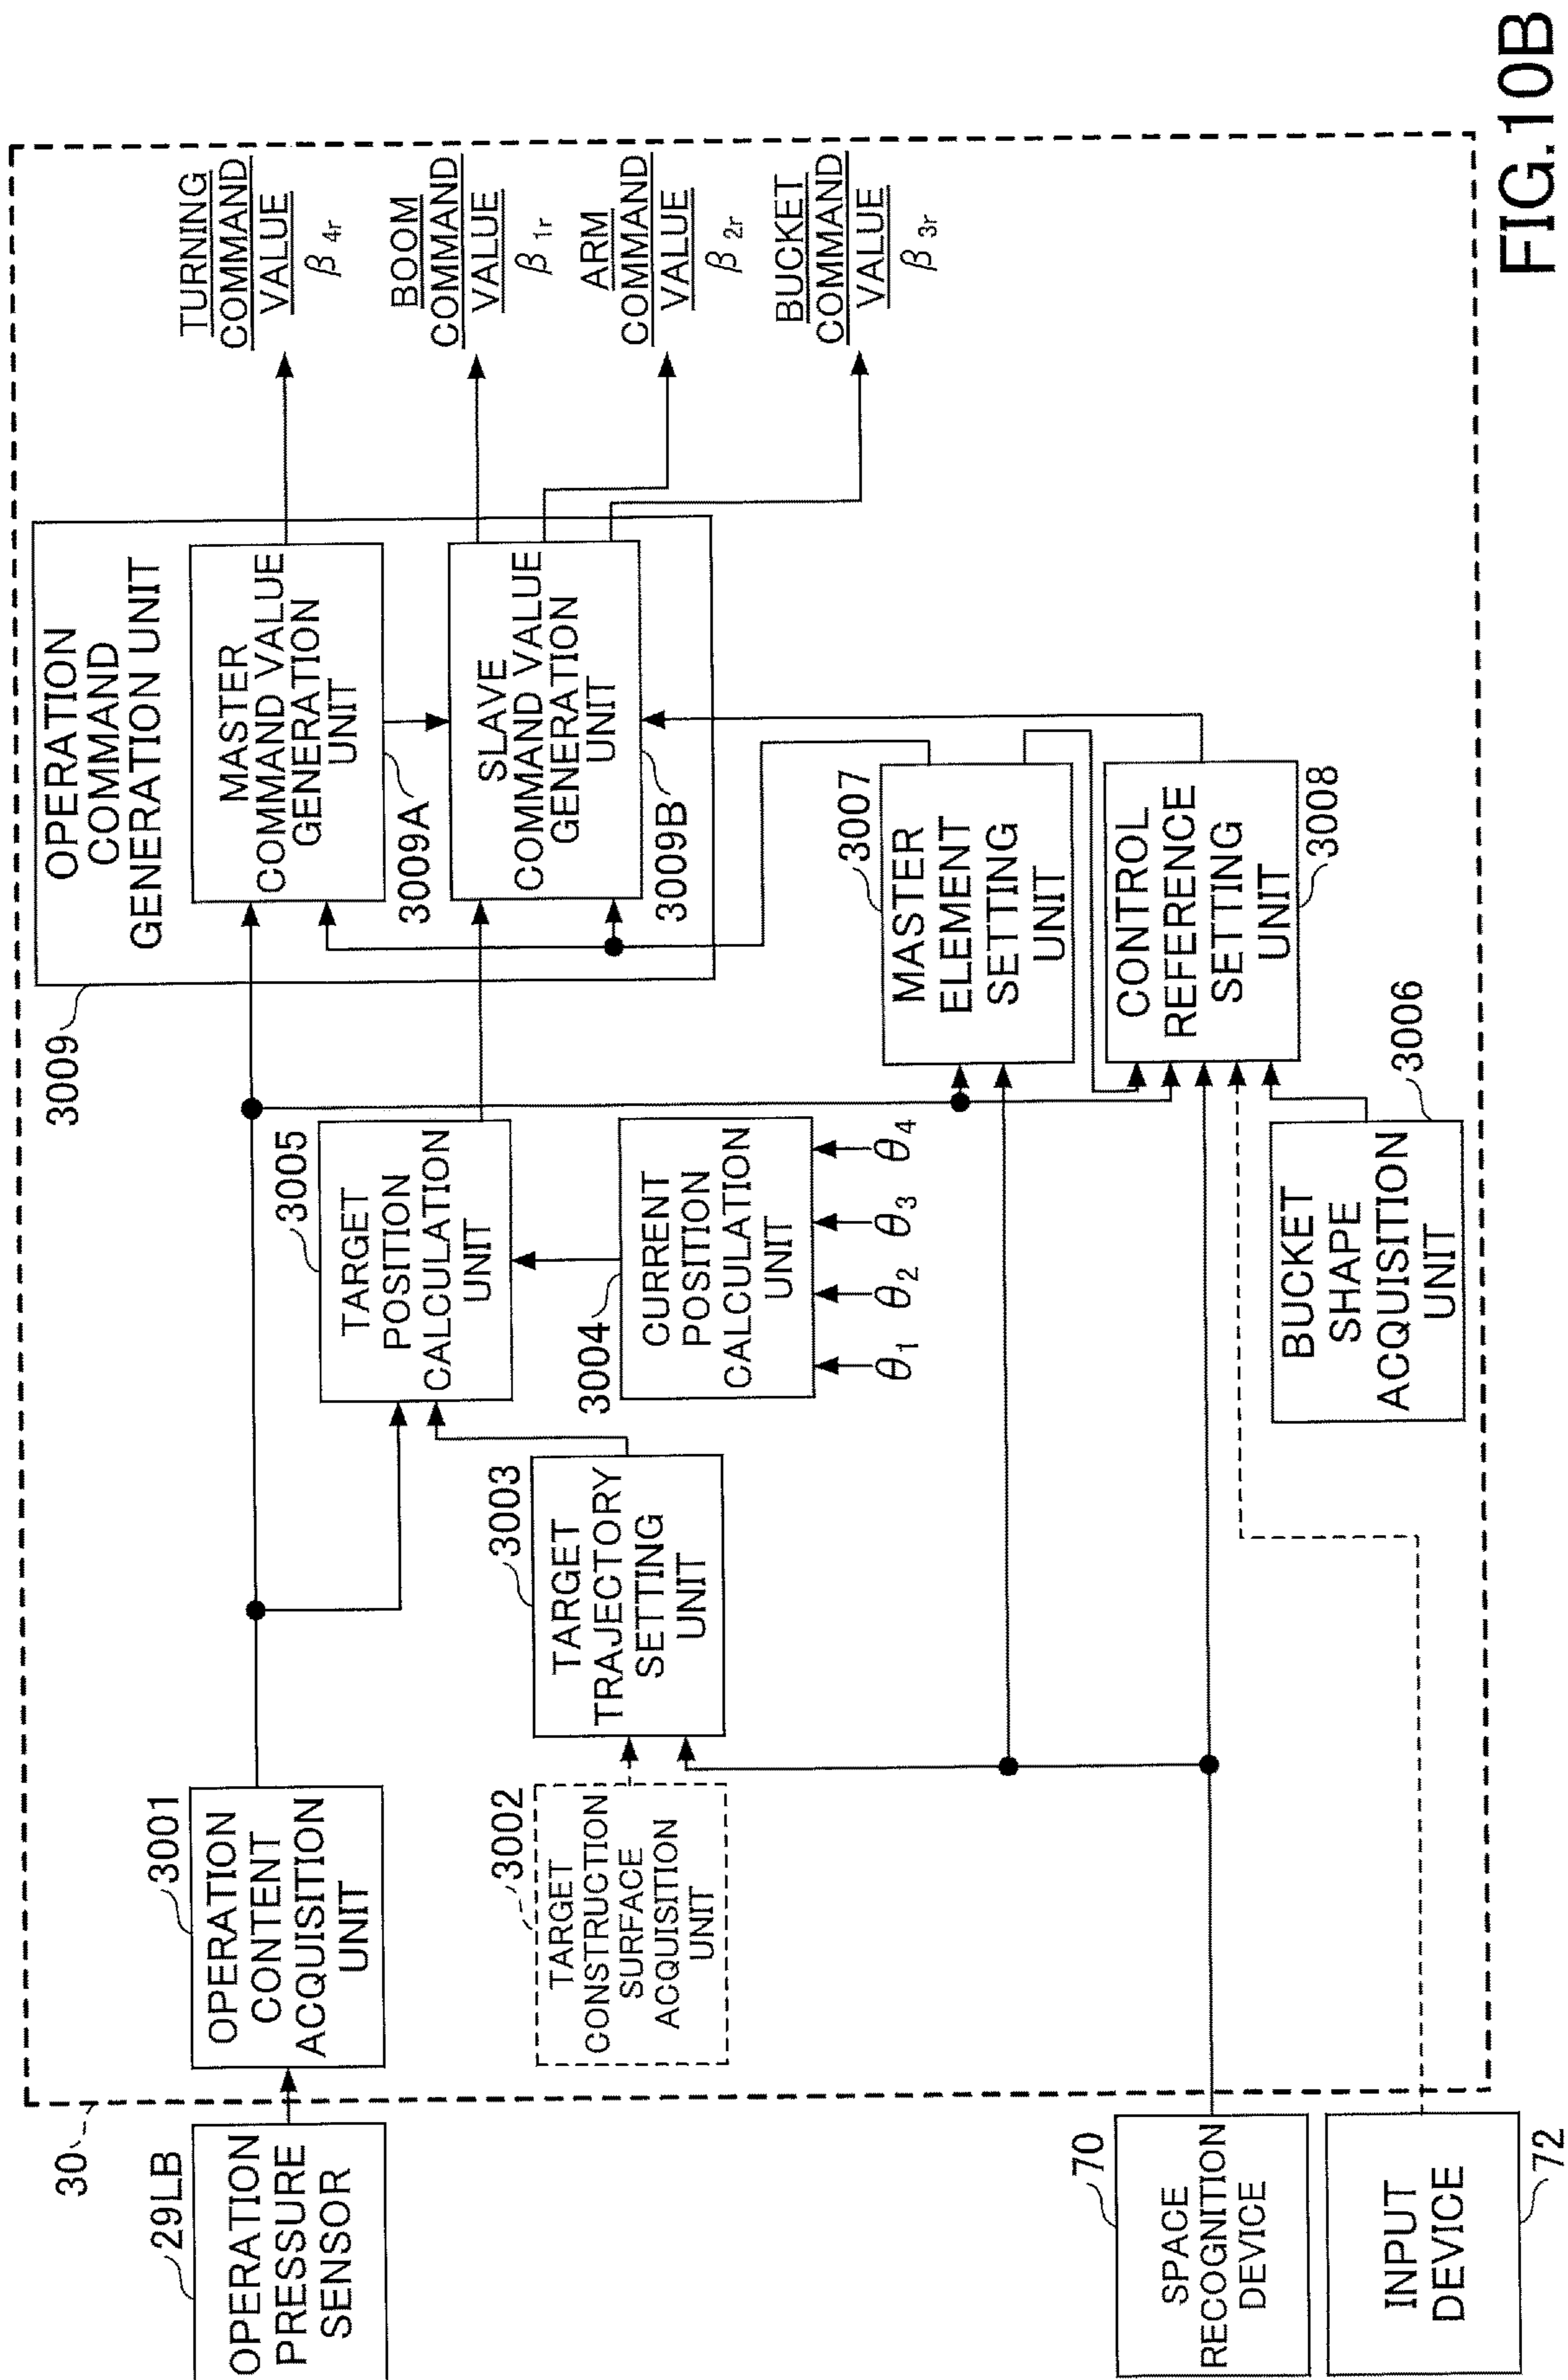 30
29LB
OPERATION
PRESSURE
SENSOR
3001
OPERATION
CONTENT
ACQUISITION
UNIT
3002
TARGET
CONSTRUCTION
SURFACE
ACQUISITION
UNIT
3003
TARGET
TRAJECTORY
SETTING
UNIT
3005
TARGET
POSITION
CALCULATION
UNIT
3004
CURRENT
POSITION
CALCULATION
UNIT
θ1 θ2 θ3 θ4
3009
OPERATION
COMMAND
GENERATION UNIT
MASTER
COMMAND VALUE
GENERATION
UNIT
3009A
SLAVE
COMMAND VALUE
GENERATION
UNIT
3009B
TURNING
COMMAND
VALUE
β4r
BOOM
COMMAND
VALUE
β1r
ARM
COMMAND
VALUE
β2r
BUCKET
COMMAND
VALUE
β3r
3007
MASTER
ELEMENT
SETTING
UNIT
CONTROL
REFERENCE
SETTING
UNIT
3008
3006
BUCKET
SHAPE
ACQUISITION
UNIT
70
SPACE
RECOGNITION
DEVICE
INPUT
DEVICE
72
FIG.10B